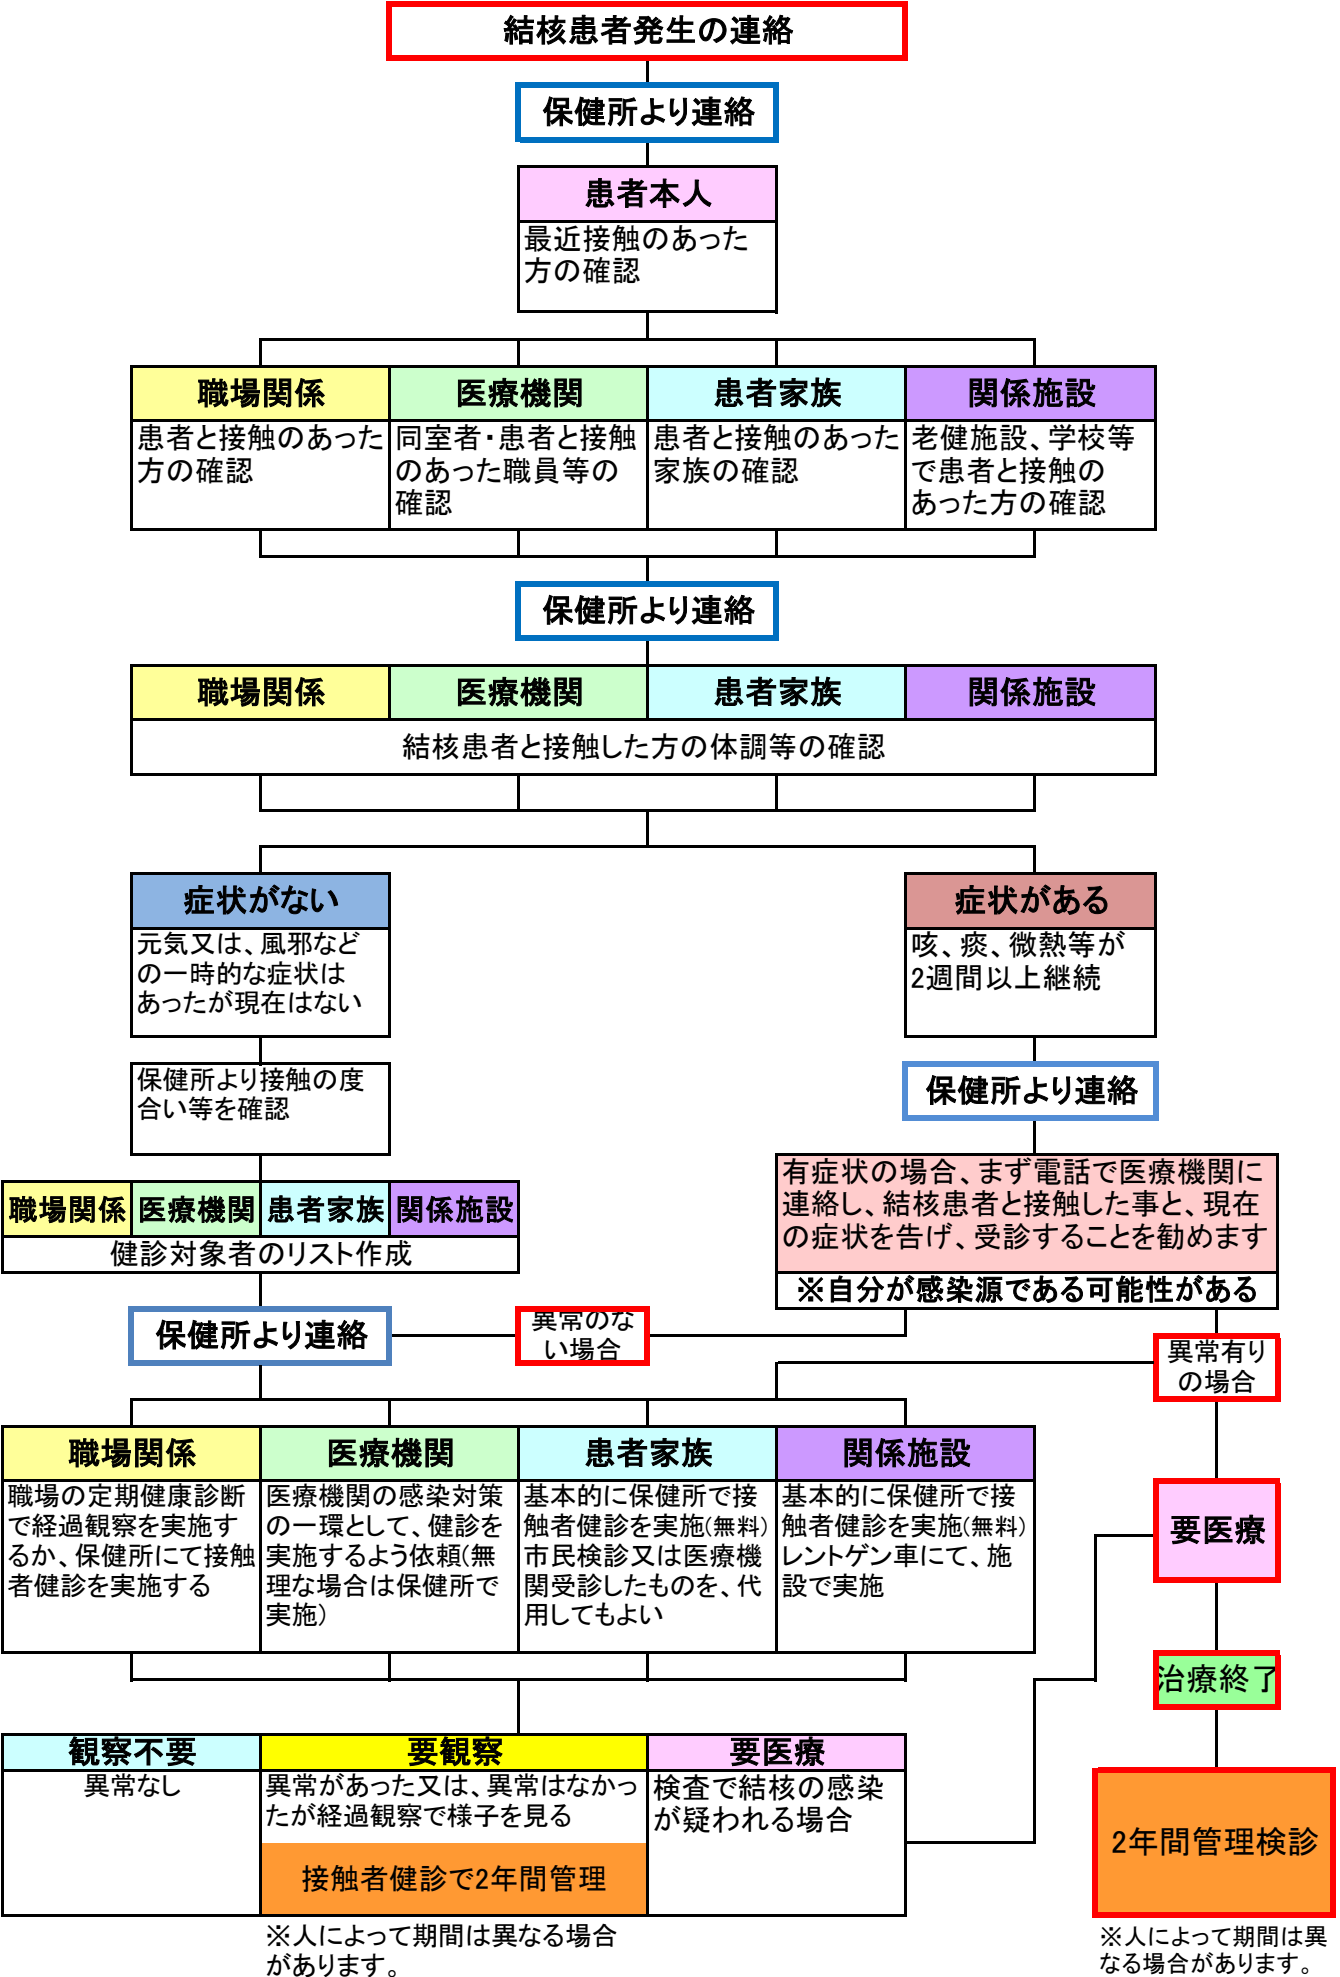 結核患者発生の連絡
保健所より連絡
患者本人
最近接触のあった
方の確認
職場関係
医療機関
患者家族
関係施設
患者と接触のあった
方の確認
同室者・患者と接触
のあった職員等の
確認
患者と接触のあった
家族の確認
老健施設、学校等
で患者と接触の
あった方の確認
保健所より連絡
職場関係
医療機関
患者家族
関係施設
結核患者と接触した方の体調等の確認
症状がない
元気又は、風邪など
の一時的な症状は
あったが現在はない
症状がある
咳、痰、微熱等が
2週間以上継続
保健所より接触の度
合い等を確認
保健所より連絡
職場関係
医療機関
患者家族
関係施設
健診対象者のリスト作成
有症状の場合、まず電話で医療機関に
連絡し、結核患者と接触した事と、現在
の症状を告げ、受診することを勧めます
※自分が感染源である可能性がある
保健所より連絡
異常のな
い場合
異常有り
の場合
職場関係
医療機関
患者家族
関係施設
職場の定期健康診断
で経過観察を実施す
るか、保健所にて接触
者健診を実施する
医療機関の感染対策
の一環として、健診を
実施するよう依頼(無
理な場合は保健所で
実施)
基本的に保健所で接
触者健診を実施(無料)
市民検診又は医療機
関受診したものを、代
用してもよい
基本的に保健所で接
触者健診を実施(無料)
レントゲン車にて、施
設で実施
要医療
治療終了
観察不要
異常なし
要観察
異常があった又は、異常はなかっ
たが経過観察で様子を見る
接触者健診で2年間管理
要医療
検査で結核の感染
が疑われる場合
2年間管理検診
※人によって期間は異なる場合
があります。
※人によって期間は異
なる場合があります。